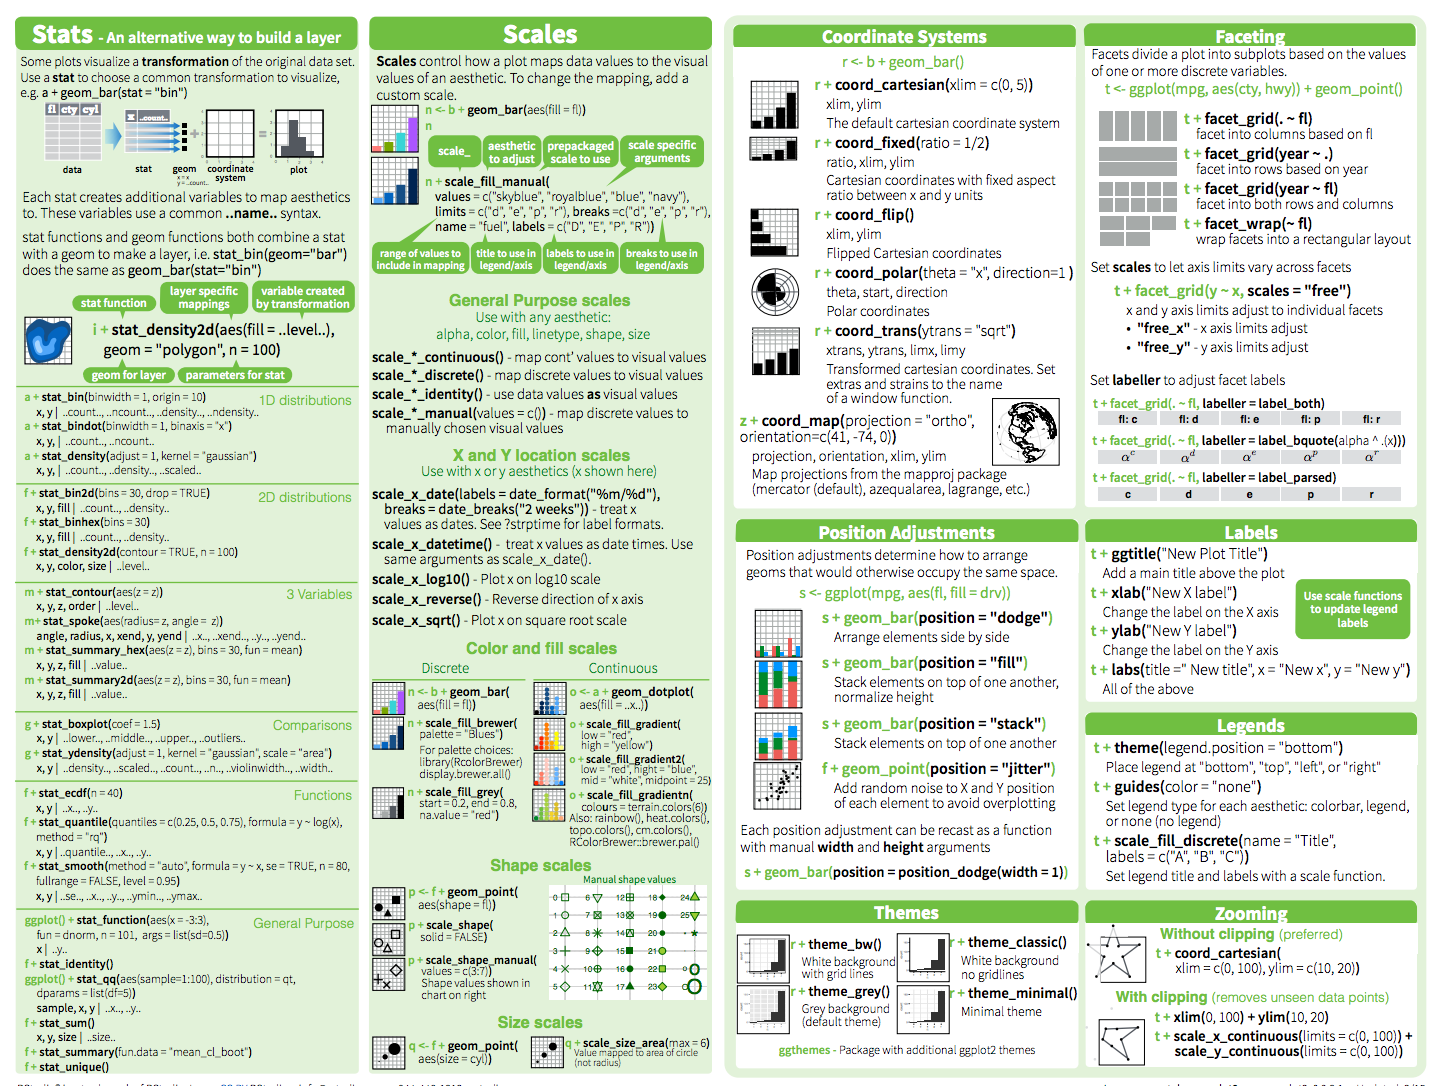 Stats - An alternative way to build a layer
Some plots visualize a transformation of the original data set.
Use a stat to choose a common transformation to visualize,
e.g. a + geom_bar(stat = "bin")
fl cty cyl
x ..count..
data stat geom coordinate system plot
x = x
y = ..count..
Each stat creates additional variables to map aesthetics
to. These variables use a common ..name.. syntax.
stat functions and geom functions both combine a stat
with a geom to make a layer, i.e. stat_bin(geom="bar")
does the same as geom_bar(stat="bin")
stat function
layer specific mappings
variable created by transformation
i + stat_density2d(aes(fill = ..level..),
geom = "polygon", n = 100)
geom for layer
parameters for stat
1D distributions
a + stat_bin(binwidth = 1, origin = 10)
x, y | ..count.., ..ncount.., ..density.., ..ndensity..
a + stat_bindot(binwidth = 1, binaxis = "x")
x, y, | ..count.., ..ncount..
a + stat_density(adjust = 1, kernel = "gaussian")
x, y, | ..count.., ..density.., ..scaled..
2D distributions
f + stat_bin2d(bins = 30, drop = TRUE)
x, y, fill | ..count.., ..density..
f + stat_binhex(bins = 30)
x, y, fill | ..count.., ..density..
f + stat_density2d(contour = TRUE, n = 100)
x, y, color, size | ..level..
3 Variables
m + stat_contour(aes(z = z))
x, y, z, order | ..level..
m+ stat_spoke(aes(radius= z, angle = z))
angle, radius, x, xend, y, yend | ..x.., ..xend.., ..y.., ..yend..
m + stat_summary_hex(aes(z = z), bins = 30, fun = mean)
x, y, z, fill | ..value..
m + stat_summary2d(aes(z = z), bins = 30, fun = mean)
x, y, z, fill | ..value..
Comparisons
g + stat_boxplot(coef = 1.5)
x, y | ..lower.., ..middle.., ..upper.., ..outliers..
g + stat_ydensity(adjust = 1, kernel = "gaussian", scale = "area")
x, y | ..density.., ..scaled.., ..count.., ..n.., ..violinwidth.., ..width..
Functions
f + stat_ecdf(n = 40)
x, y | ..x.., ..y..
f + stat_quantile(quantiles = c(0.25, 0.5, 0.75), formula = y ~ log(x),
method = "rq")
x, y | ..quantile.., ..x.., ..y..
f + stat_smooth(method = "auto", formula = y ~ x, se = TRUE, n = 80,
fullrange = FALSE, level = 0.95)
x, y | ..se.., ..x.., ..y.., ..ymin.., ..ymax..
General Purpose
ggplot() + stat_function(aes(x = -3:3),
fun = dnorm, n = 101, args = list(sd=0.5))
x | ..y..
f + stat_identity()
ggplot() + stat_qq(aes(sample=1:100), distribution = qt,
dparams = list(df=5))
sample, x, y | ..x.., ..y..
f + stat_sum()
x, y, size | ..size..
f + stat_summary(fun.data = "mean_cl_boot")
f + stat_unique()
Scales
Scales control how a plot maps data values to the visual
values of an aesthetic. To change the mapping, add a
custom scale.
n <- b + geom_bar(aes(fill = fl))
n
scale_
aesthetic to adjust
prepackaged scale to use
scale specific arguments
n + scale_fill_manual(
values = c("skyblue", "royalblue", "blue", "navy"),
limits = c("d", "e", "p", "r"), breaks =c("d", "e", "p", "r"),
name = "fuel", labels = c("D", "E", "P", "R"))
range of values to include in mapping
title to use in legend/axis
labels to use in legend/axis
breaks to use in legend/axis
General Purpose scales
Use with any aesthetic:
alpha, color, fill, linetype, shape, size
scale_*_continuous() - map cont' values to visual values
scale_*_discrete() - map discrete values to visual values
scale_*_identity() - use data values as visual values
scale_*_manual(values = c()) - map discrete values to
manually chosen visual values
X and Y location scales
Use with x or y aesthetics (x shown here)
scale_x_date(labels = date_format("%m/%d"),
breaks = date_breaks("2 weeks")) - treat x
values as dates. See ?strptime for label formats.
scale_x_datetime() - treat x values as date times. Use
same arguments as scale_x_date().
scale_x_log10() - Plot x on log10 scale
scale_x_reverse() - Reverse direction of x axis
scale_x_sqrt() - Plot x on square root scale
Color and fill scales
Discrete
n <- b + geom_bar(
aes(fill = fl))
n + scale_fill_brewer(
palette = "Blues")
For palette choices:
library(RcolorBrewer)
display.brewer.all()
n + scale_fill_grey(
start = 0.2, end = 0.8,
na.value = "red")
Continuous
o <- a + geom_dotplot(
aes(fill = ..x..))
o + scale_fill_gradient(
low = "red",
high = "yellow")
o + scale_fill_gradient2(
low = "red", hight = "blue",
mid = "white", midpoint = 25)
o + scale_fill_gradientn(
colours = terrain.colors(6))
Also: rainbow(), heat.colors(),
topo.colors(), cm.colors(),
RColorBrewer::brewer.pal()
Shape scales
p <- f + geom_point(
aes(shape = fl))
p + scale_shape(
solid = FALSE)
p + scale_shape_manual(
values = c(3:7))
Shape values shown in
chart on right
Manual shape values
0 6 12 18 24
1 7 13 19 25
2 8 14 20 *
3 9 15 21 .
4 10 16 22 o o
5 11 17 23 O O
Size scales
q <- f + geom_point(
aes(size = cyl))
q + scale_size_area(max = 6)
Value mapped to area of circle
(not radius)
Coordinate Systems
r <- b + geom_bar()
r + coord_cartesian(xlim = c(0, 5))
xlim, ylim
The default cartesian coordinate system
r + coord_fixed(ratio = 1/2)
ratio, xlim, ylim
Cartesian coordinates with fixed aspect
ratio between x and y units
r + coord_flip()
xlim, ylim
Flipped Cartesian coordinates
r + coord_polar(theta = "x", direction=1 )
theta, start, direction
Polar coordinates
r + coord_trans(ytrans = "sqrt")
xtrans, ytrans, limx, limy
Transformed cartesian coordinates. Set
extras and strains to the name
of a window function.
z + coord_map(projection = "ortho",
orientation=c(41, -74, 0))
projection, orientation, xlim, ylim
Map projections from the mapproj package
(mercator (default), azequalarea, lagrange, etc.)
Position Adjustments
Position adjustments determine how to arrange
geoms that would otherwise occupy the same space.
s <- ggplot(mpg, aes(fl, fill = drv))
s + geom_bar(position = "dodge")
Arrange elements side by side
s + geom_bar(position = "fill")
Stack elements on top of one another,
normalize height
s + geom_bar(position = "stack")
Stack elements on top of one another
f + geom_point(position = "jitter")
Add random noise to X and Y position
of each element to avoid overplotting
Each position adjustment can be recast as a function
with manual width and height arguments
s + geom_bar(position = position_dodge(width = 1))
Themes
r + theme_bw()
White background
with grid lines
r + theme_grey()
Grey background
(default theme)
r + theme_classic()
White background
no gridlines
r + theme_minimal()
Minimal theme
ggthemes - Package with additional ggplot2 themes
Faceting
Facets divide a plot into subplots based on the values
of one or more discrete variables.
t <- ggplot(mpg, aes(cty, hwy)) + geom_point()
t + facet_grid(. ~ fl)
facet into columns based on fl
t + facet_grid(year ~ .)
facet into rows based on year
t + facet_grid(year ~ fl)
facet into both rows and columns
t + facet_wrap(~ fl)
wrap facets into a rectangular layout
Set scales to let axis limits vary across facets
t + facet_grid(y ~ x, scales = "free")
x and y axis limits adjust to individual facets
• "free_x" - x axis limits adjust
• "free_y" - y axis limits adjust
Set labeller to adjust facet labels
t + facet_grid(. ~ fl, labeller = label_both)
fl: c fl: d fl: e fl: p fl: r
t + facet_grid(. ~ fl, labeller = label_bquote(alpha ^ .(x)))
α^c α^d α^e α^p α^r
t + facet_grid(. ~ fl, labeller = label_parsed)
c d e p r
Labels
t + ggtitle("New Plot Title")
Add a main title above the plot
t + xlab("New X label")
Change the label on the X axis
t + ylab("New Y label")
Change the label on the Y axis
t + labs(title =" New title", x = "New x", y = "New y")
All of the above
Use scale functions
to update legend
labels
Legends
t + theme(legend.position = "bottom")
Place legend at "bottom", "top", "left", or "right"
t + guides(color = "none")
Set legend type for each aesthetic: colorbar, legend,
or none (no legend)
t + scale_fill_discrete(name = "Title",
labels = c("A", "B", "C"))
Set legend title and labels with a scale function.
Zooming
Without clipping (preferred)
t + coord_cartesian(
xlim = c(0, 100), ylim = c(10, 20))
With clipping (removes unseen data points)
t + xlim(0, 100) + ylim(10, 20)
t + scale_x_continuous(limits = c(0, 100)) +
scale_y_continuous(limits = c(0, 100))